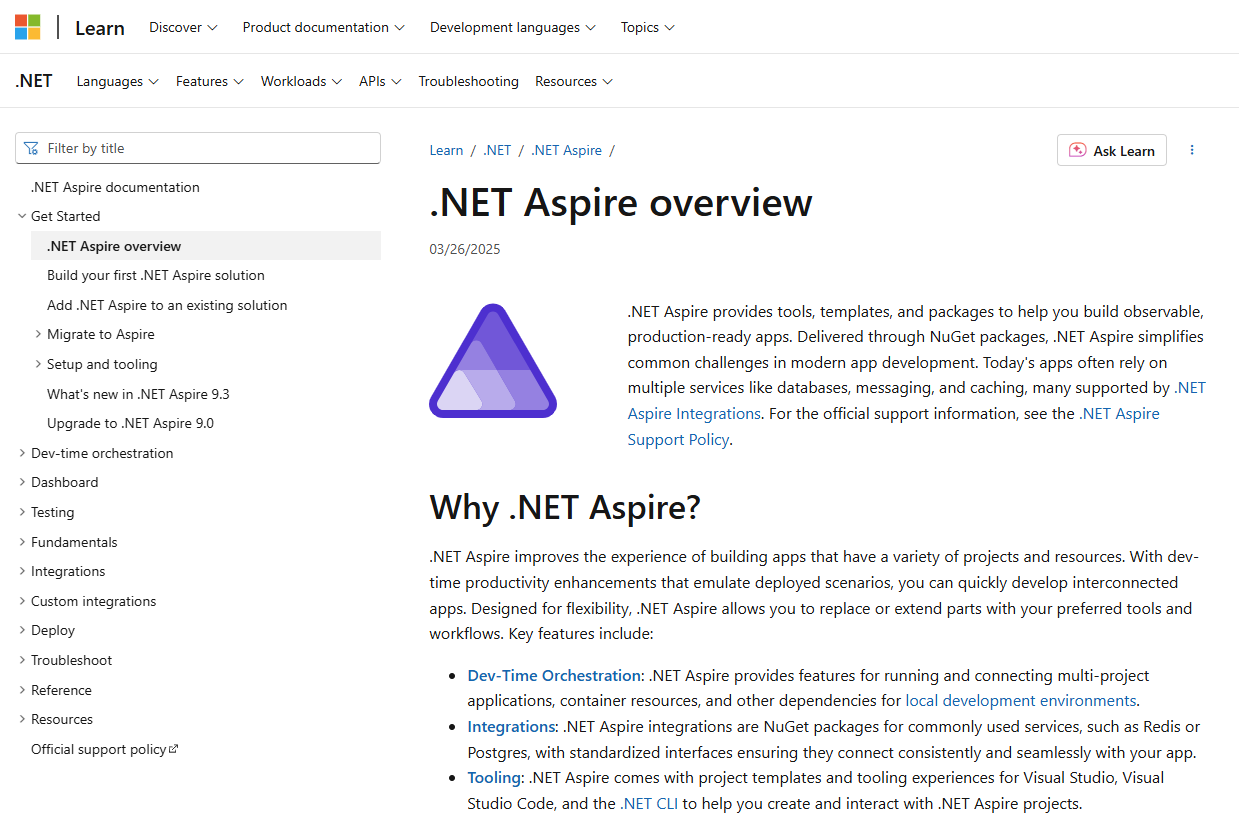 Learn Discover Product documentation Development languages Topics
.NET Languages Features Workloads APIs Troubleshooting Resources
Filter by title
.NET Aspire documentation
Get Started
.NET Aspire overview
Build your first .NET Aspire solution
Add .NET Aspire to an existing solution
Migrate to Aspire
Setup and tooling
What's new in .NET Aspire 9.3
Upgrade to .NET Aspire 9.0
Dev-time orchestration
Dashboard
Testing
Fundamentals
Integrations
Custom integrations
Deploy
Troubleshoot
Reference
Resources
Official support policy
Learn / .NET / .NET Aspire /
Ask Learn
.NET Aspire overview
03/26/2025
.NET Aspire provides tools, templates, and packages to help you build observable,
production-ready apps. Delivered through NuGet packages, .NET Aspire simplifies
common challenges in modern app development. Today's apps often rely on
multiple services like databases, messaging, and caching, many supported by .NET
Aspire Integrations. For the official support information, see the .NET Aspire
Support Policy.
Why .NET Aspire?
.NET Aspire improves the experience of building apps that have a variety of projects and resources. With dev-
time productivity enhancements that emulate deployed scenarios, you can quickly develop interconnected
apps. Designed for flexibility, .NET Aspire allows you to replace or extend parts with your preferred tools and
workflows. Key features include:
• Dev-Time Orchestration: .NET Aspire provides features for running and connecting multi-project
applications, container resources, and other dependencies for local development environments.
• Integrations: .NET Aspire integrations are NuGet packages for commonly used services, such as Redis or
Postgres, with standardized interfaces ensuring they connect consistently and seamlessly with your app.
• Tooling: .NET Aspire comes with project templates and tooling experiences for Visual Studio, Visual
Studio Code, and the .NET CLI to help you create and interact with .NET Aspire projects.